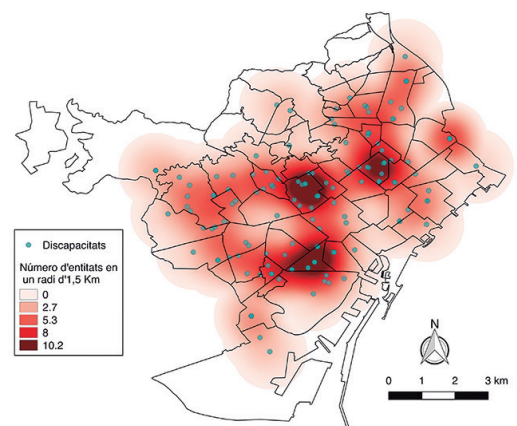 Discapacitats
Número d'entitats en
un radi d'1,5 Km
0
2.7
5.3
8
10.2
N
0 1 2 3 km